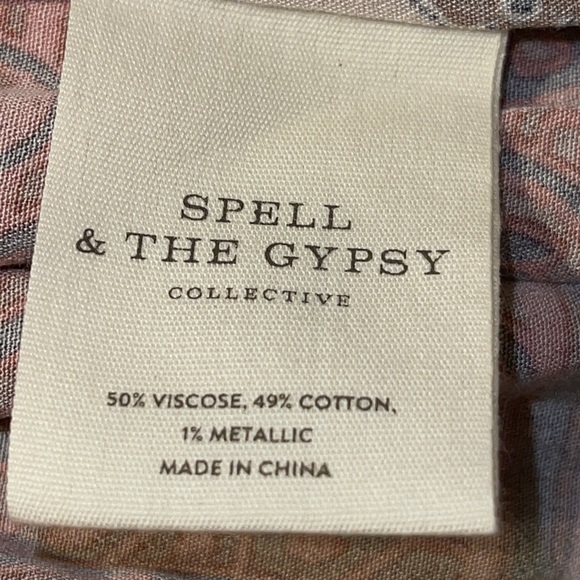 SPELL
& THE GYPSY
COLLECTIVE
50% VISCOSE, 49% COTTON,
1% METALLIC
MADE IN CHINA